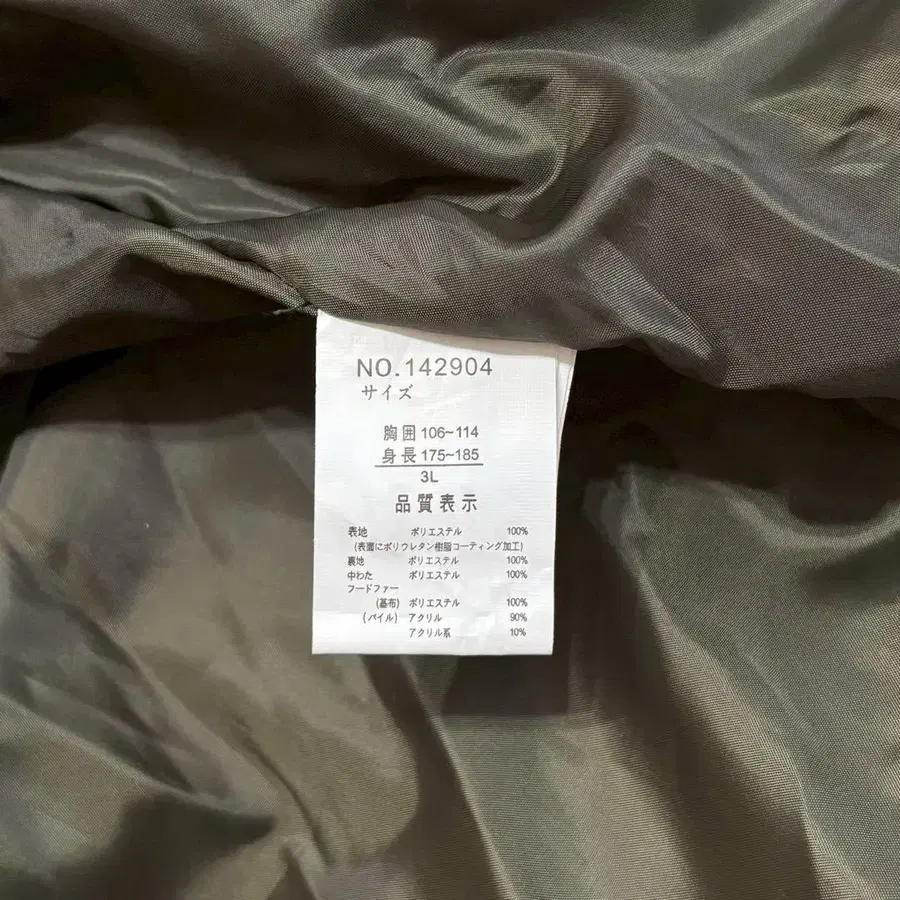 NO.142904
サイズ
胸囲 106~114
身長 175~185
3L
品質表示
表地 ポリエステル 100%
(表面にポリウレタン樹脂コーティング加工)
裏地 ポリエステル 100%
中わた ポリエステル 100%
フードファー
(基布) ポリエステル 100%
(パイル) アクリル 90%
アクリル系 10%